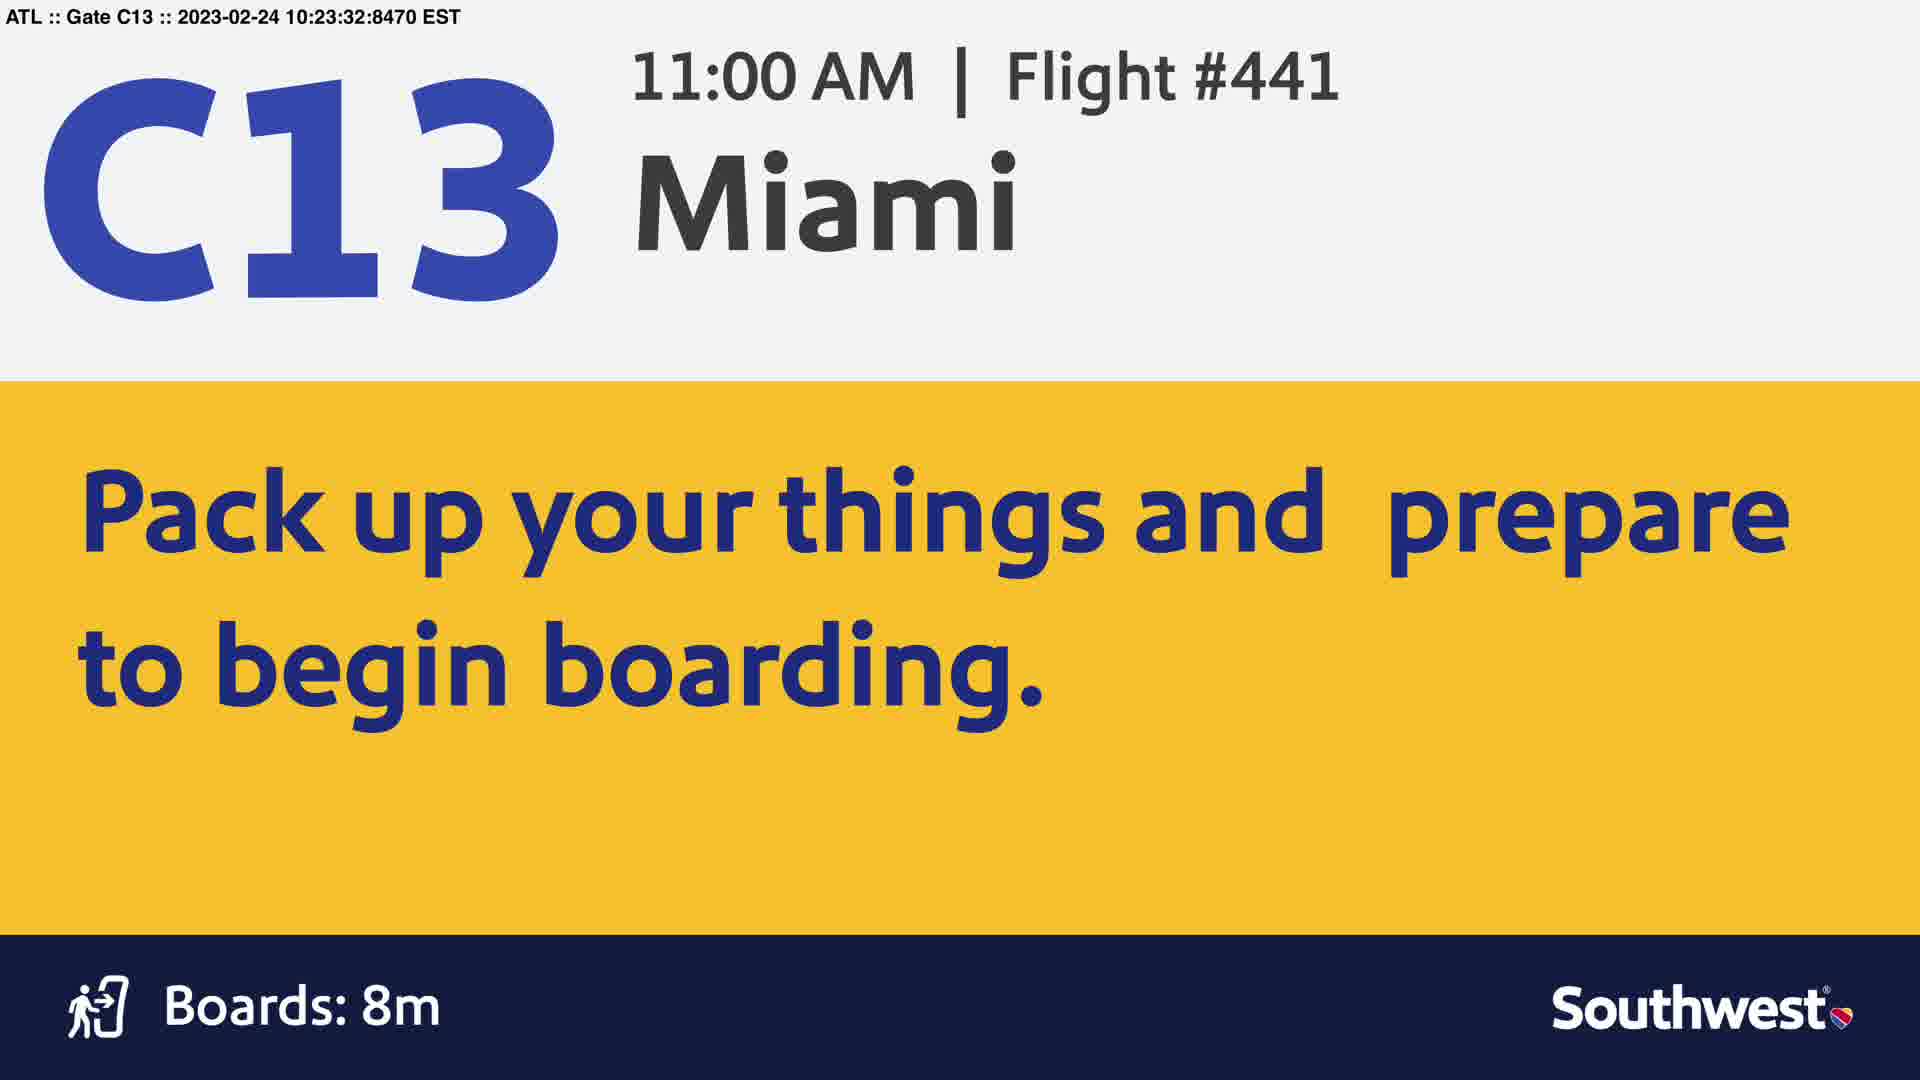 ATL :: Gate C13 :: 2023-02-24 10:23:32:8470 EST
C13
11:00 AM | Flight #441
Miami
Pack up your things and  prepare
to begin boarding.
Boards: 8m
Southwest®